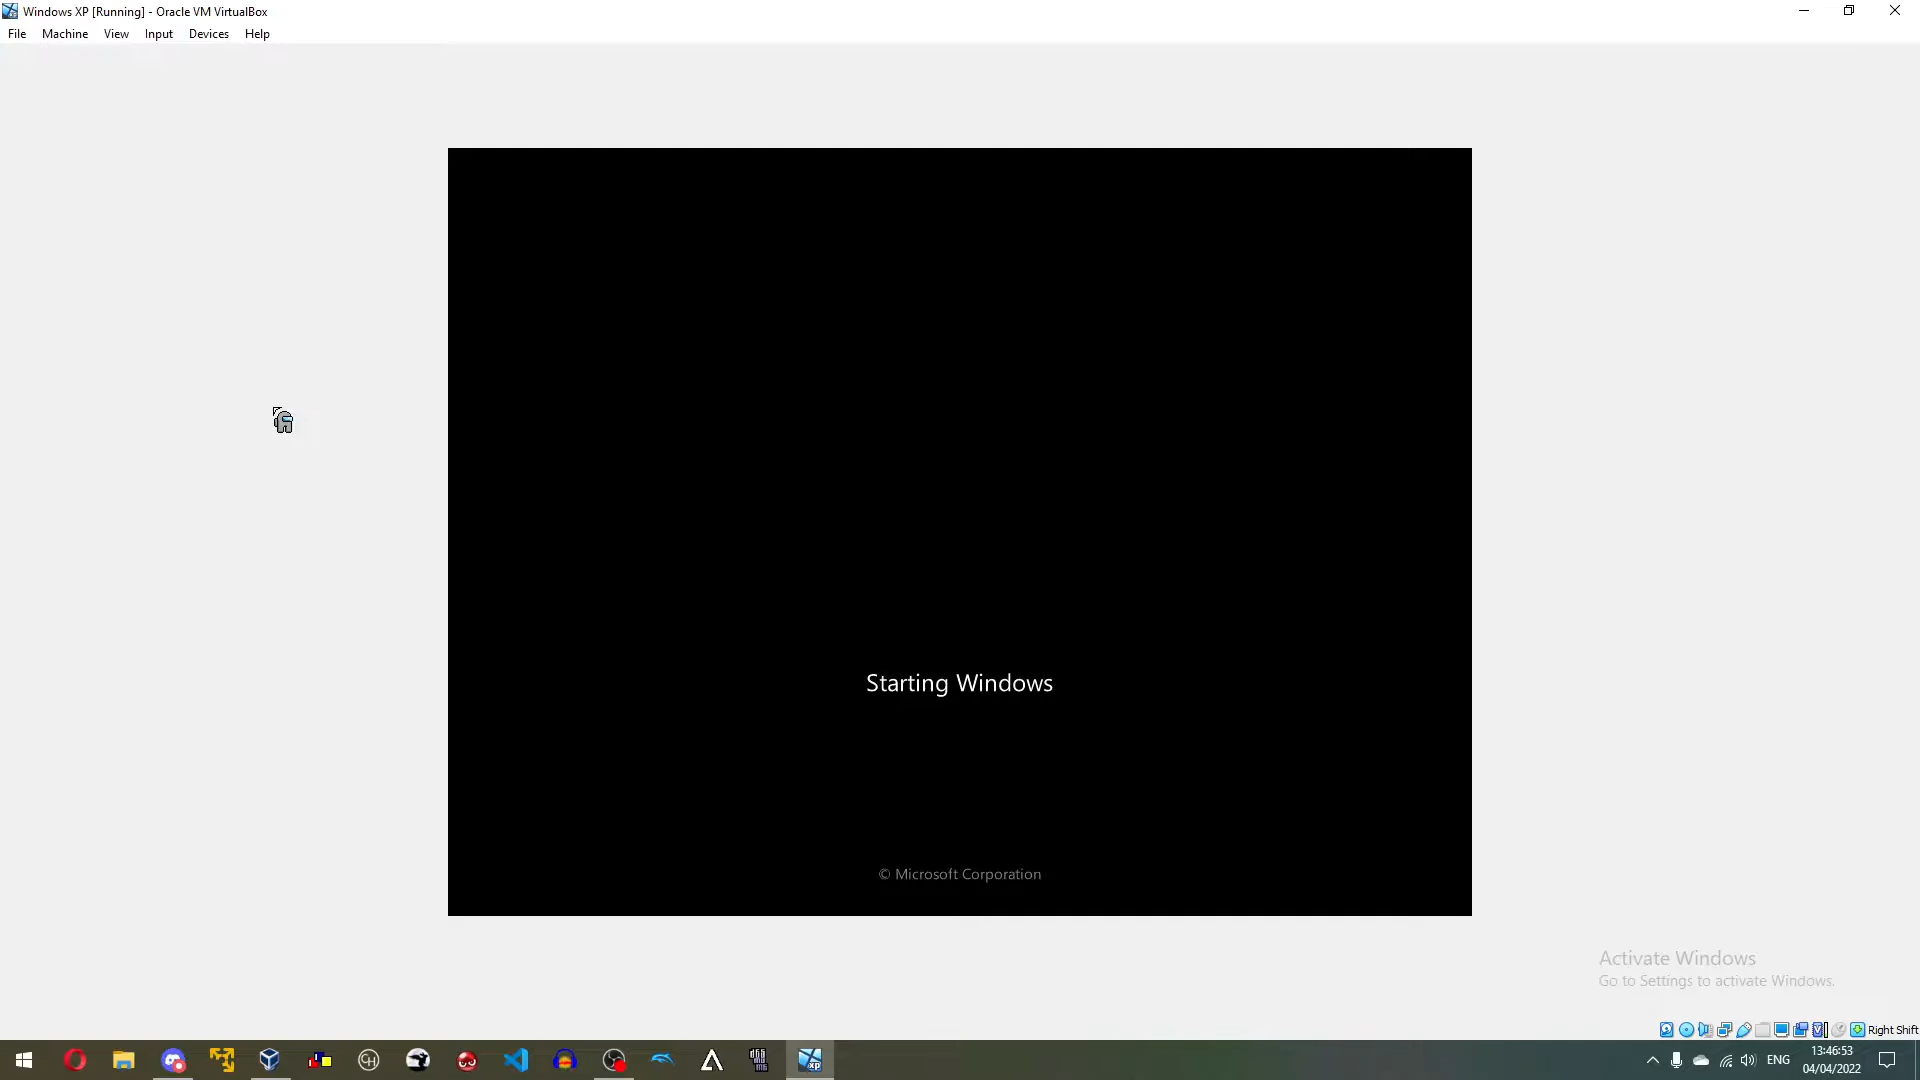 Windows XP [Running] - Oracle VM VirtualBox
File Machine View Input Devices Help
Starting Windows
© Microsoft Corporation
Activate Windows
Go to Settings to activate Windows.
Right Shift
ENG
13:46:53
04/04/2022